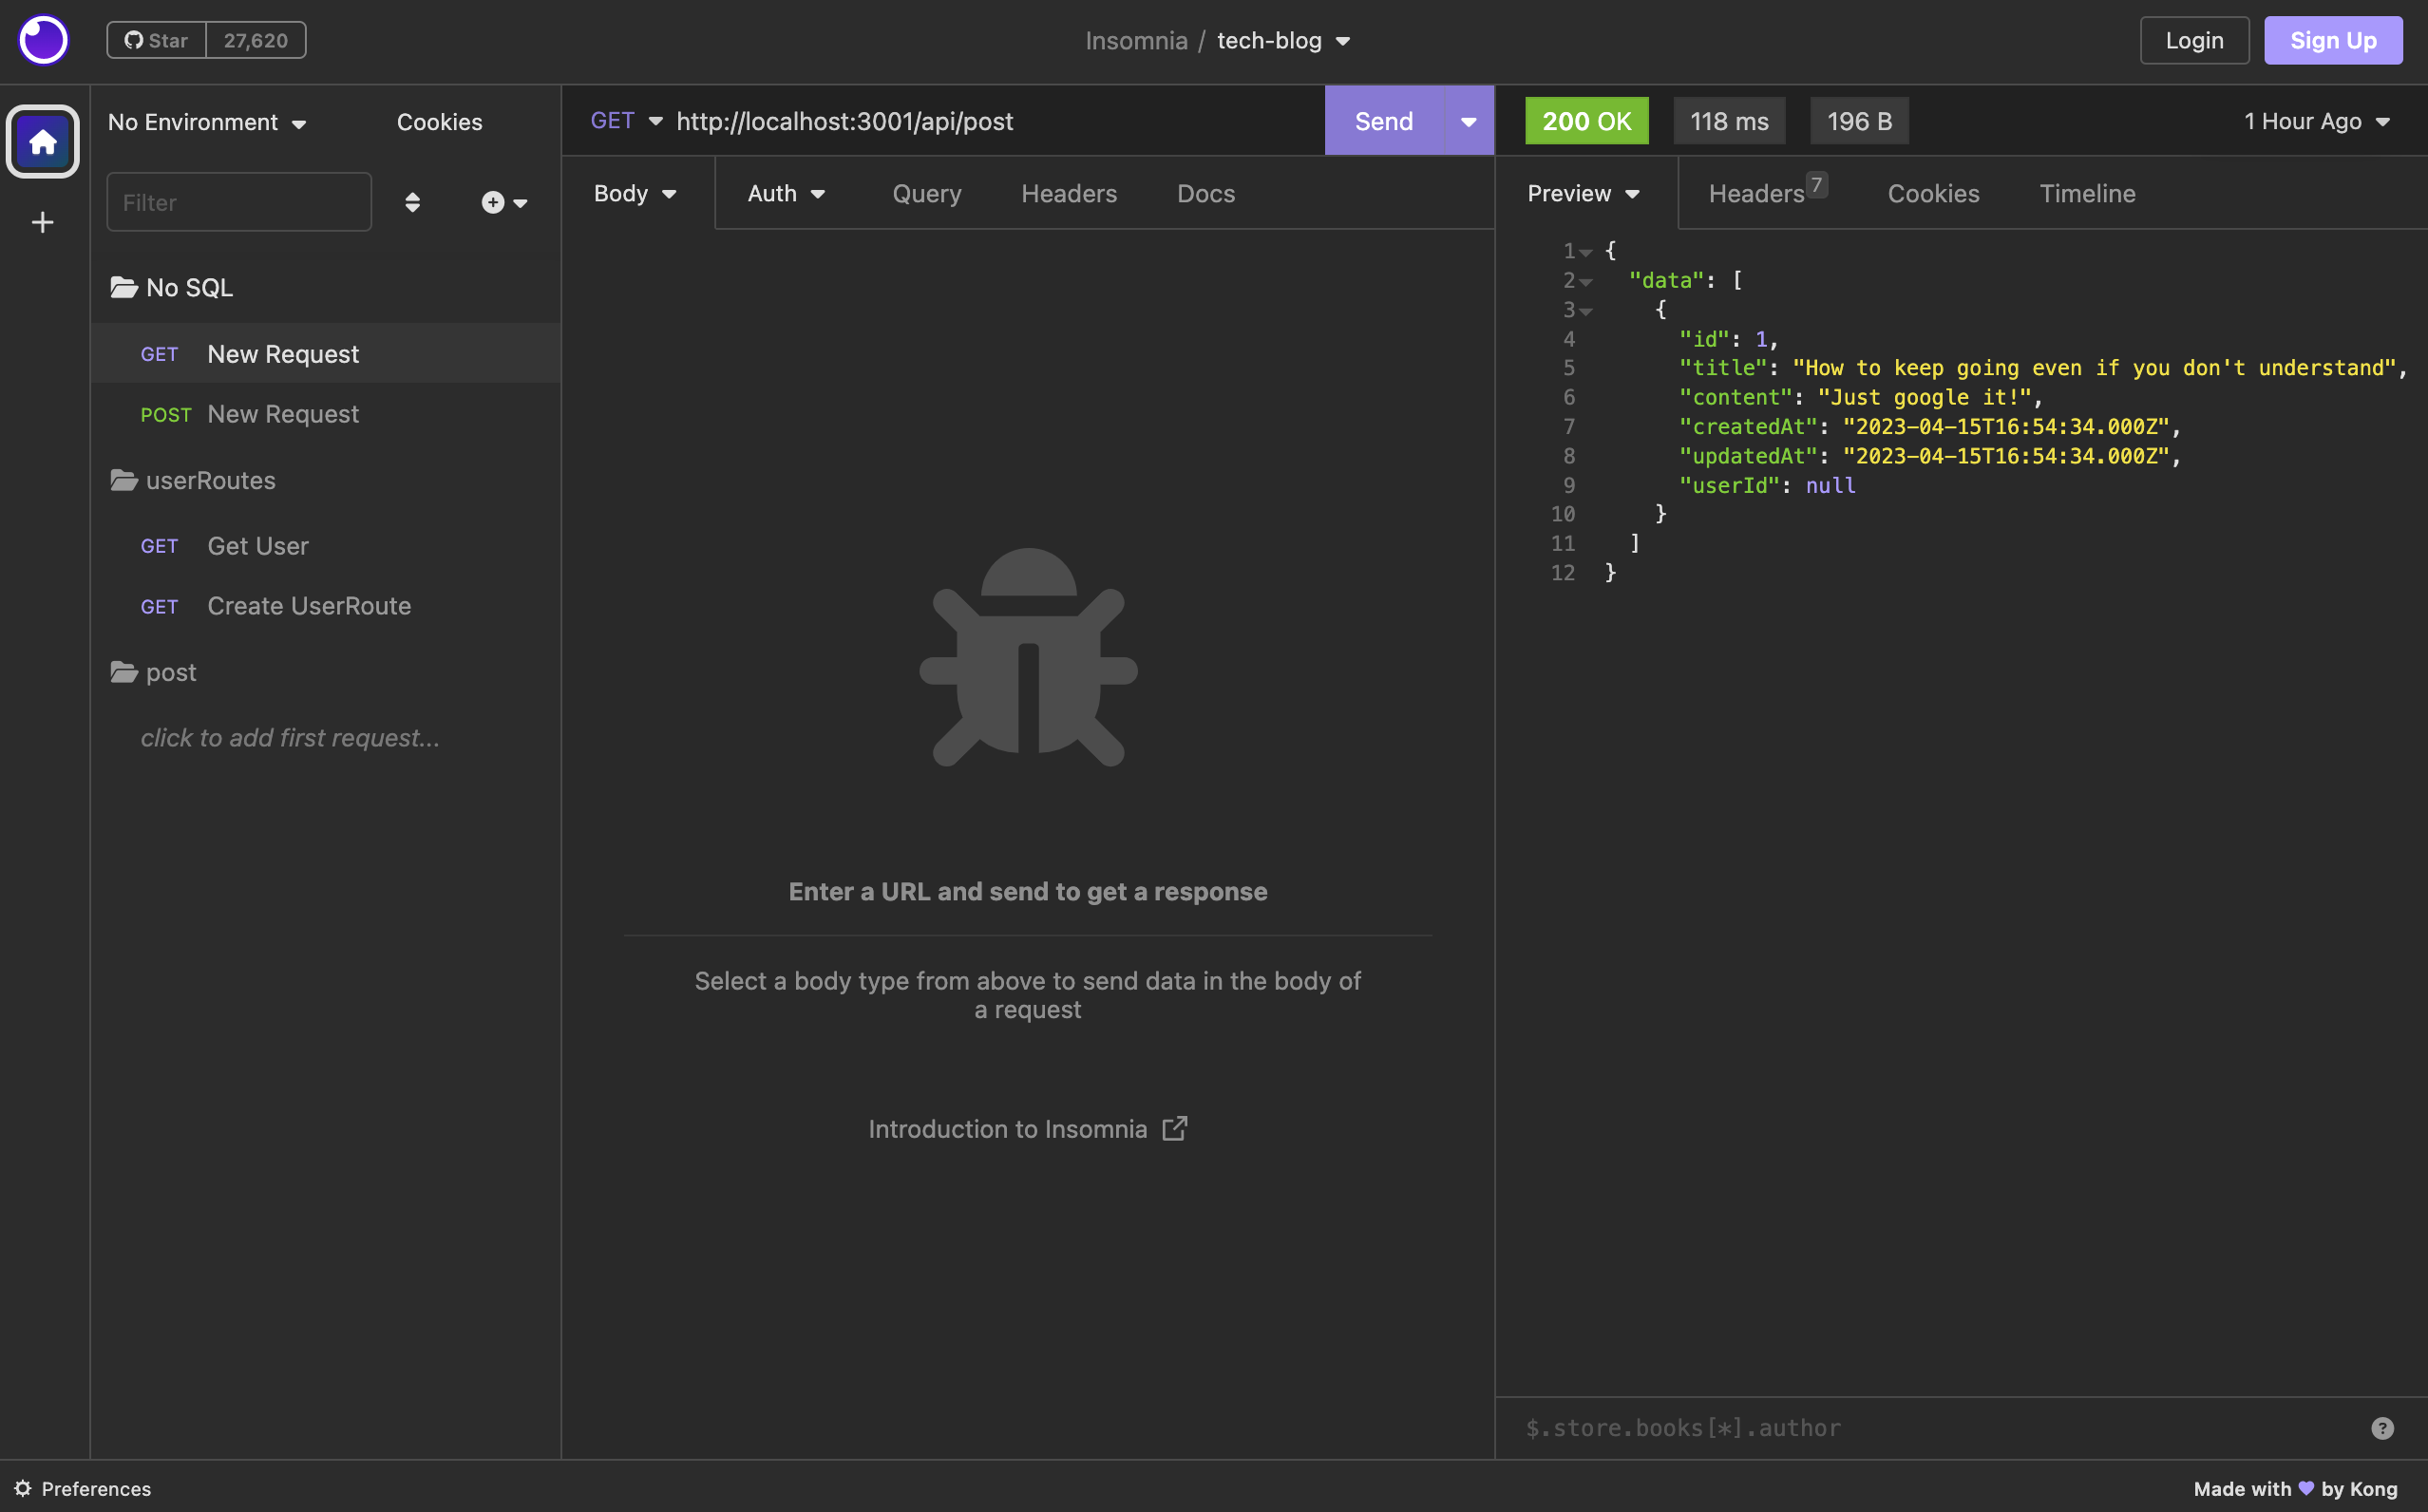 Star 27,620
Insomnia / tech-blog
Login
Sign Up
No Environment
Cookies
Filter
No SQL
GET New Request
POST New Request
userRoutes
GET Get User
GET Create UserRoute
post
click to add first request...
GET http://localhost:3001/api/post
Send
Body
Auth
Query
Headers
Docs
Enter a URL and send to get a response
Select a body type from above to send data in the body of
a request
Introduction to Insomnia
200 OK
118 ms
196 B
1 Hour Ago
Preview
Headers 7
Cookies
Timeline
1 {
2 "data": [
3 {
4 "id": 1,
5 "title": "How to keep going even if you don't understand",
6 "content": "Just google it!",
7 "createdAt": "2023-04-15T16:54:34.000Z",
8 "updatedAt": "2023-04-15T16:54:34.000Z",
9 "userId": null
10 }
11 ]
12 }
$.store.books[*].author
?
Preferences
Made with 💜 by Kong